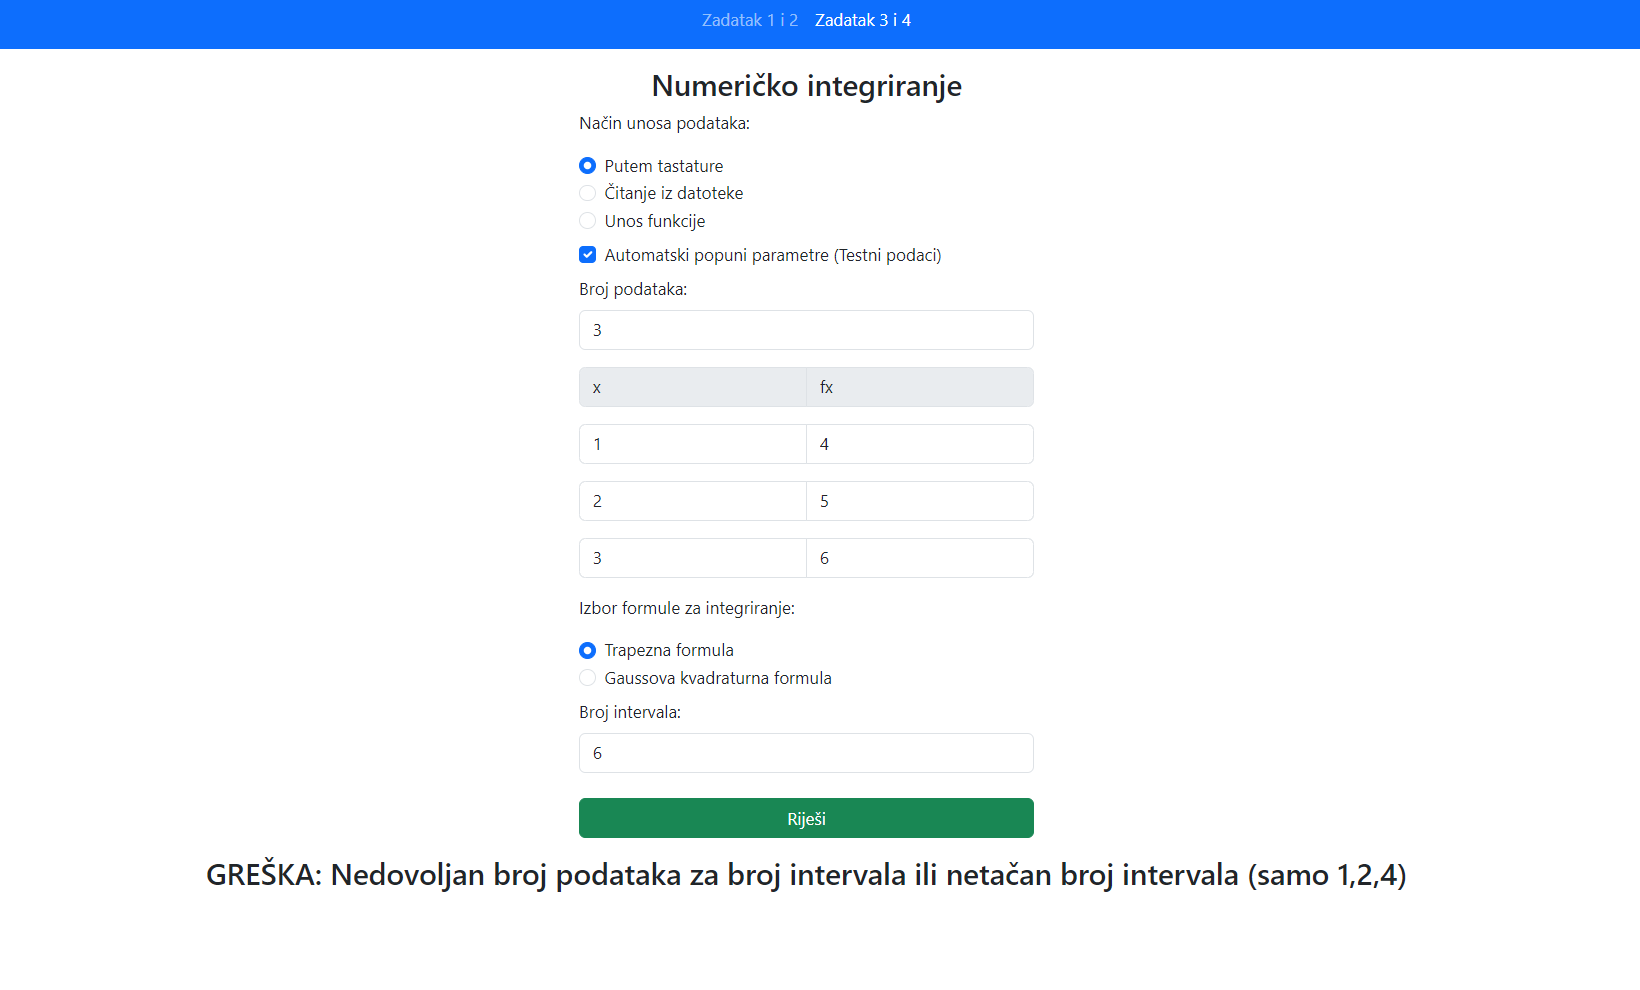 Zadatak 1 i 2 Zadatak 3 i 4
Numeričko integriranje
Način unosa podataka:
Putem tastature
Čitanje iz datoteke
Unos funkcije
Automatski popuni parametre (Testni podaci)
Broj podataka:
3
x fx
1 4
2 5
3 6
Izbor formule za integriranje:
Trapezna formula
Gaussova kvadraturna formula
Broj intervala:
6
Riješi
GREŠKA: Nedovoljan broj podataka za broj intervala ili netačan broj intervala (samo 1,2,4)